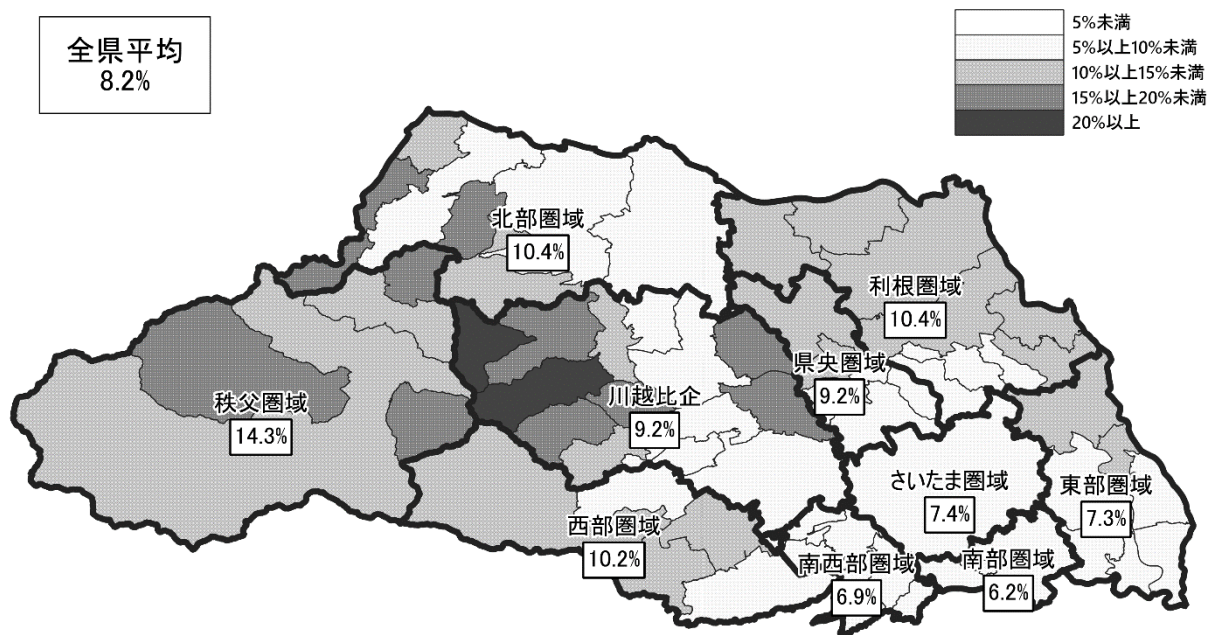 全県平均
8.2%
5%未満
5%以上10%未満
10%以上15%未満
15%以上20%未満
20%以上
北部圏域
10.4%
利根圏域
10.4%
県央圏域
9.2%
川越比企
9.2%
秩父圏域
14.3%
さいたま圏域
7.4%
東部圏域
7.3%
西部圏域
10.2%
南西部圏域
6.9%
南部圏域
6.2%